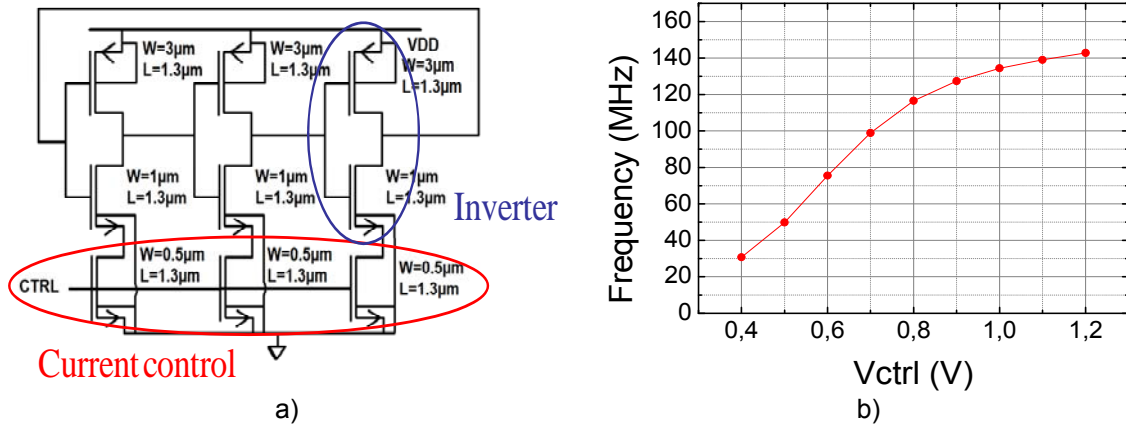 W=3µm
L=1.3µm
W=3µm
L=1.3µm
VDD
W=3µm
L=1.3µm
W=1µm
L=1.3µm
W=1µm
L=1.3µm
W=1µm
L=1.3µm
Inverter
W=0.5µm
L=1.3µm
W=0.5µm
L=1.3µm
W=0.5µm
L=1.3µm
CTRL
Current control
a)
Frequency (MHz)
160
140
120
100
80
60
40
20
0
0,4 0,6 0,8 1,0 1,2
Vctrl (V)
b)